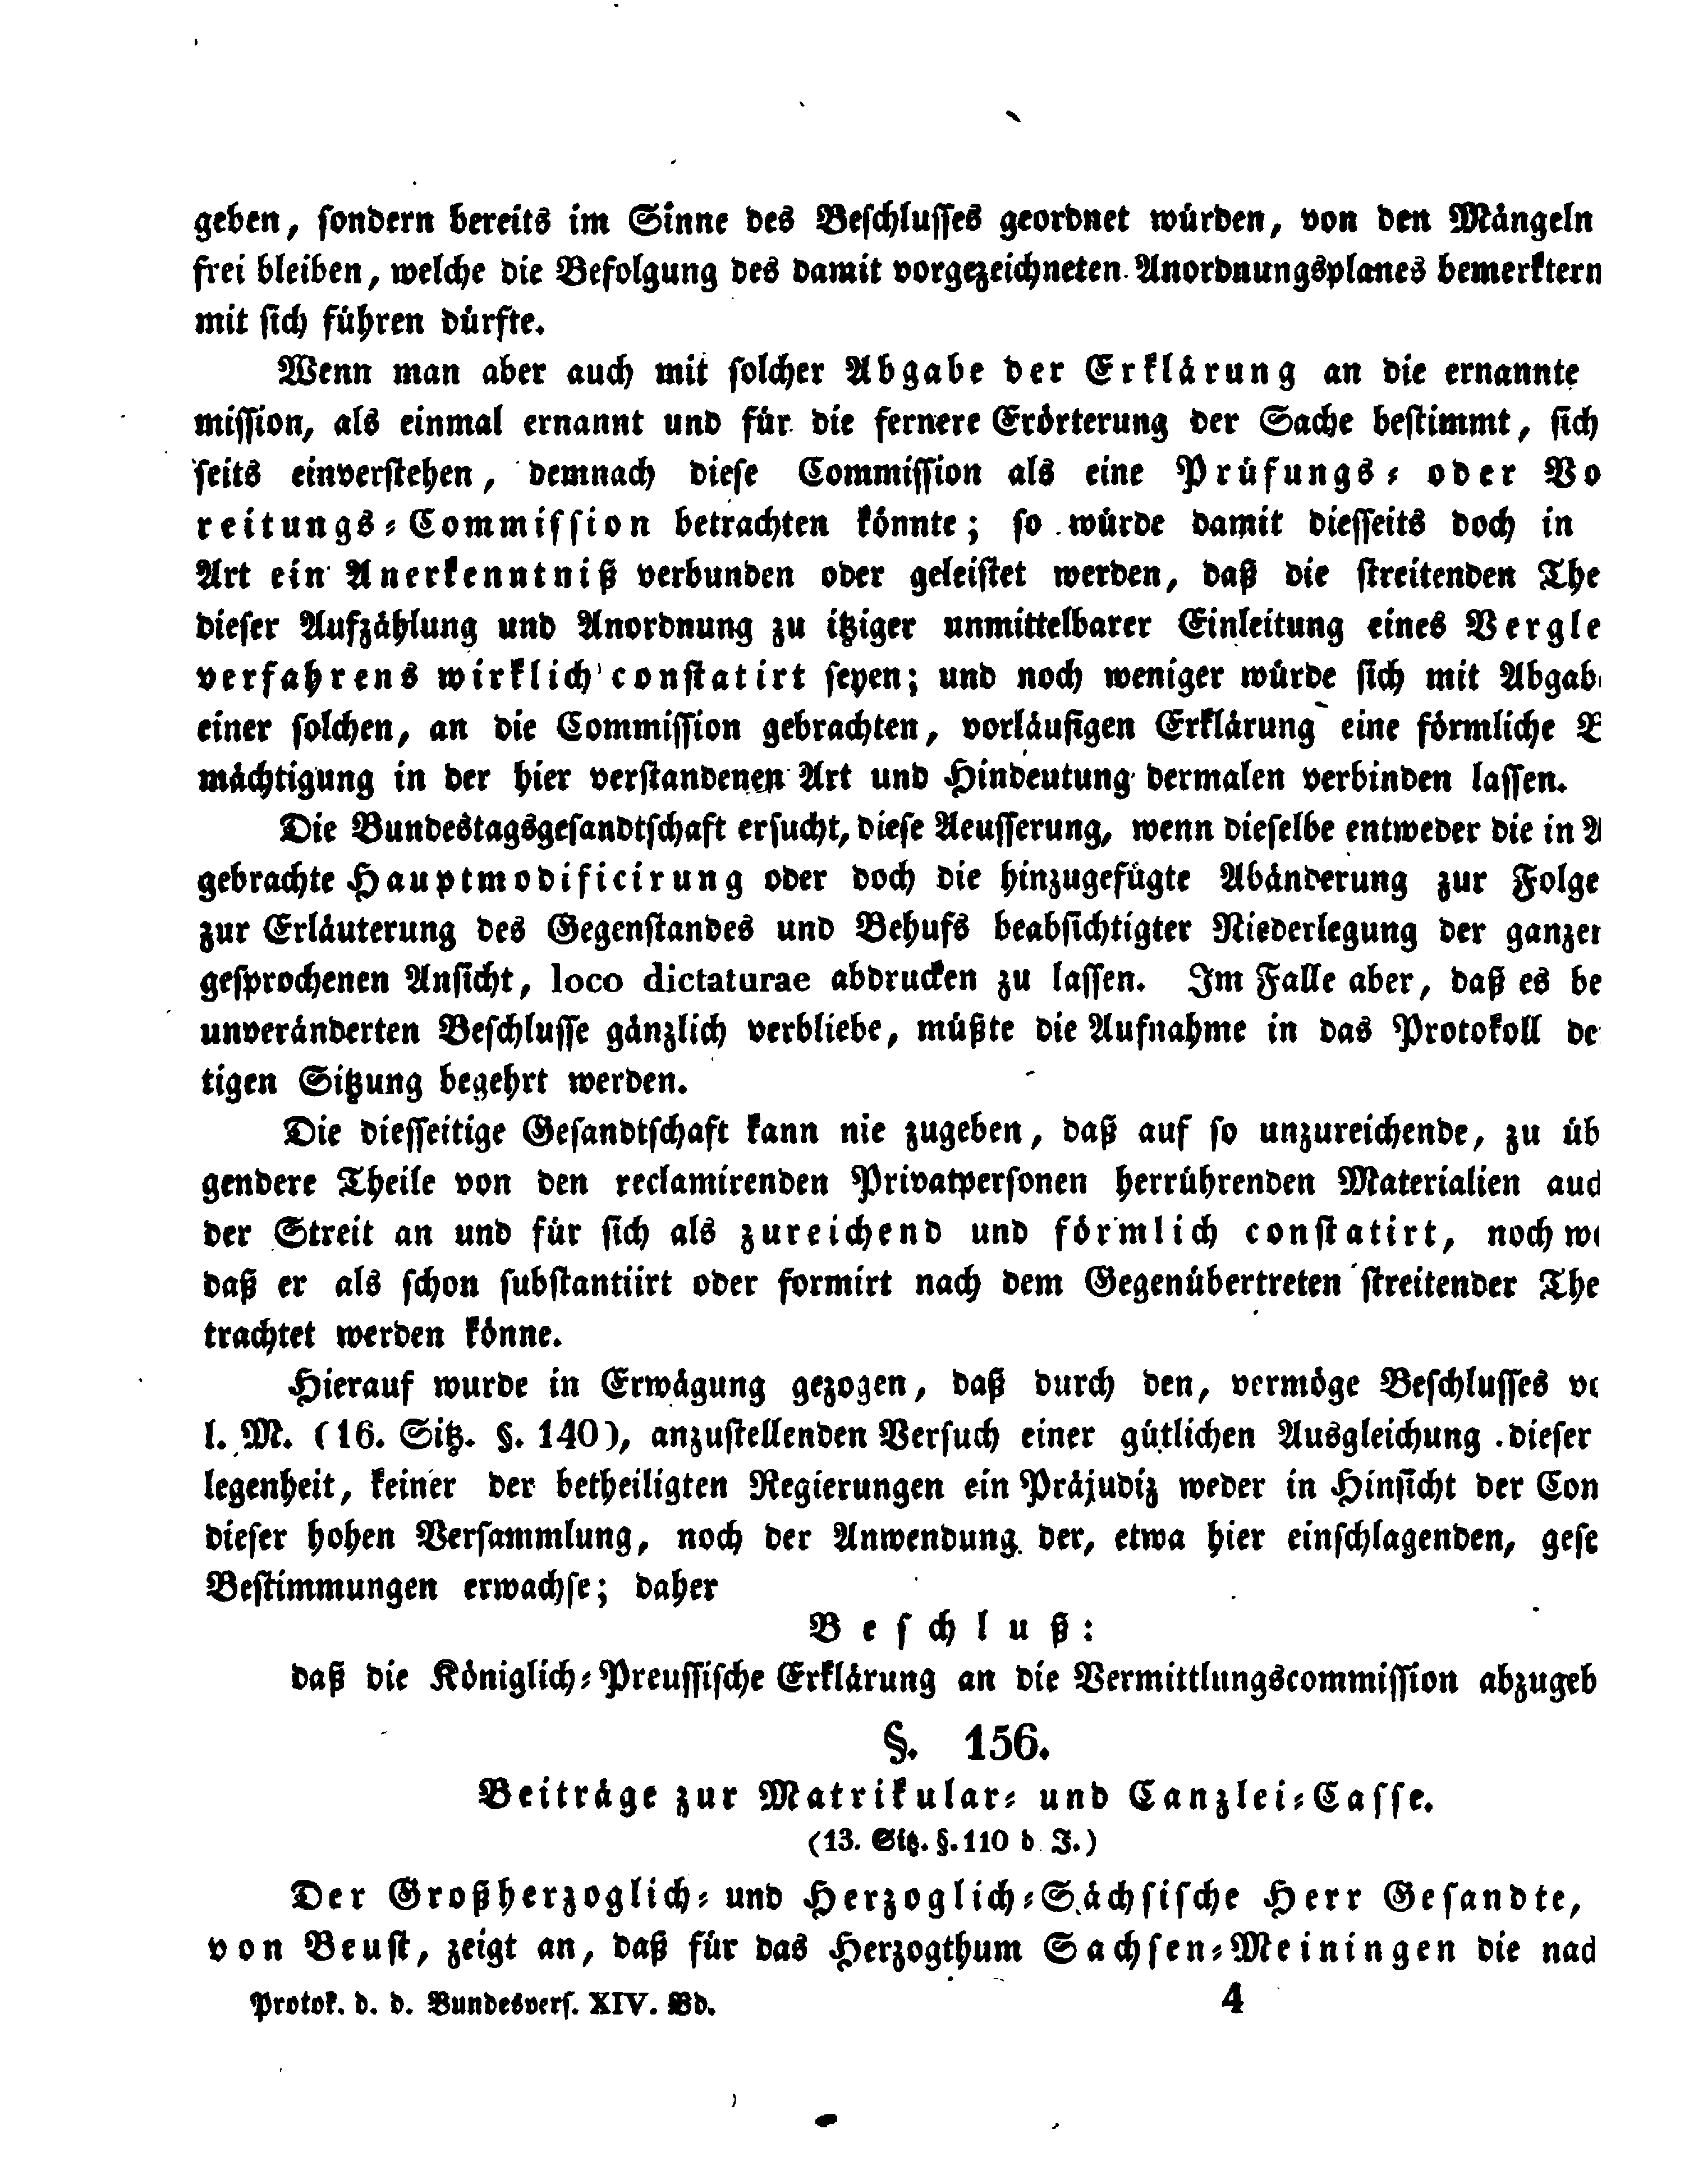 geben, sondern bereits im Sinne des Beschlusses geordnet würden, von den Mängeln
frei bleiben, welche die Befolgung des damit vorgezeichneten Anordnungsplanes bemerktern
mit sich führen dürfte.
Wenn man aber auch mit solcher Abgabe der Erklärung an die ernannte
mission, als einmal ernannt und für die fernere Erörterung der Sache bestimmt, sich
seits einverstehen, demnach diese Commission als eine Prüfungs- oder Vo
reitungs-Commission betrachten könnte; so würde damit diesseits doch in
Art ein Anerkenntniß verbunden oder geleistet werden, daß die streitenden The
dieser Aufzählung und Anordnung zu itziger unmittelbarer Einleitung eines Vergle
verfahrens wirklich constatirt seyen; und noch weniger würde sich mit Abgab
einer solchen, an die Commission gebrachten, vorläufigen Erklärung eine förmliche
mächtigung in der hier verstandenen Art und Hindeutung dermalen verbinden lassen.
Die Bundestagsgesandtschaft ersucht, diese Aeusserung, wenn dieselbe entweder die in
gebrachte Hauptmodificirung oder doch die hinzugefügte Abänderung zur Folge
zur Erläuterung des Gegenstandes und Behufs beabsichtigter Niederlegung der ganzen
gesprochenen Ansicht, loco dictaturae abdrucken zu lassen. Im Falle aber, daß es be
unveränderten Beschlusse gänzlich verbliebe, müßte die Aufnahme in das Protokoll de
tigen Sitzung begehrt werden.
Die diesseitige Gesandtschaft kann nie zugeben, daß auf so unzureichende, zu üb
gendere Theile von den reclamirenden Privatpersonen herrührenden Materialien auc
der Streit an und für sich als zureichend und förmlich constatirt, noch we
daß er als schon substantiirt oder formirt nach dem Gegenübertreten streitender The
trachtet werden könne.
Hierauf wurde in Erwägung gezogen, daß durch den, vermöge Beschlusses vo
l. M. (16. Sitz. §. 140), anzustellenden Versuch einer gütlichen Ausgleichung dieser
legenheit, keiner der betheiligten Regierungen ein Präjudiz weder in Hinsicht der Con
dieser hohen Versammlung, noch der Anwendung der, etwa hier einschlagenden, gese
Bestimmungen erwachse; daher
Beschluß:
daß die Königlich-Preussische Erklärung an die Vermittlungscommission abzugeb
§. 156.
Beiträge zur Matrikular- und Canzlei-Casse.
(13. Sitz. §. 110 d. J.)
Der Großherzoglich- und Herzoglich-Sächsische Herr Gesandte,
von Beust, zeigt an, daß für das Herzogthum Sachsen-Meiningen die nac
Protok. d. d. Bundesvers. XIV. Bd. 4